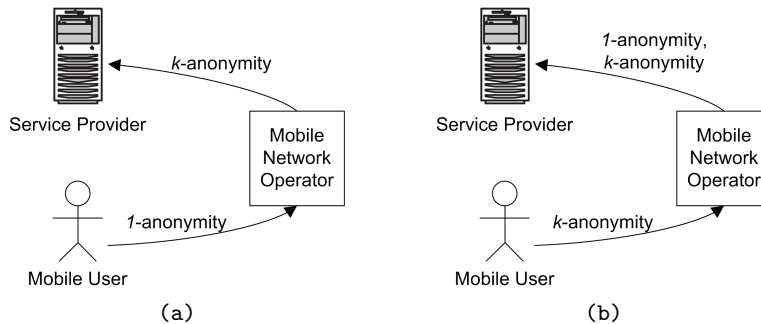 k-anonymity
Service Provider
Mobile
Network
Operator
1-anonymity
Mobile User
(a)
1-anonymity,
k-anonymity
Service Provider
Mobile
Network
Operator
k-anonymity
Mobile User
(b)